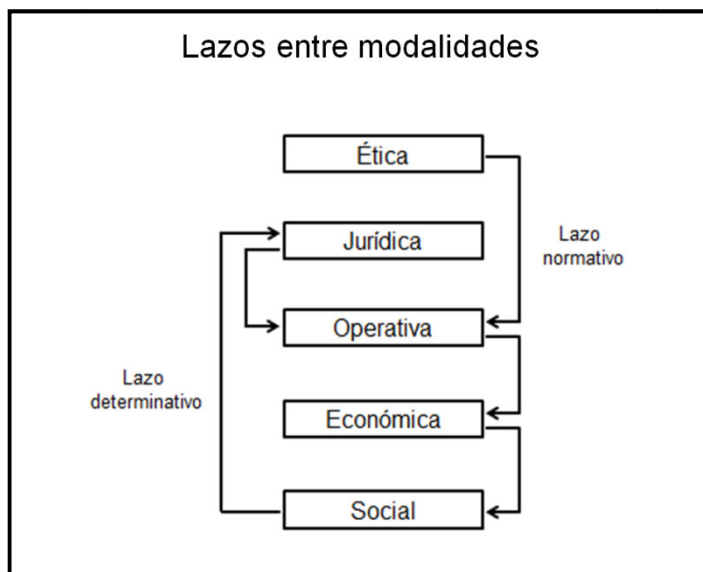 Lazos entre modalidades
Ética
Jurídica
Lazo
normativo
Operativa
Lazo
determinativo
Económica
Social